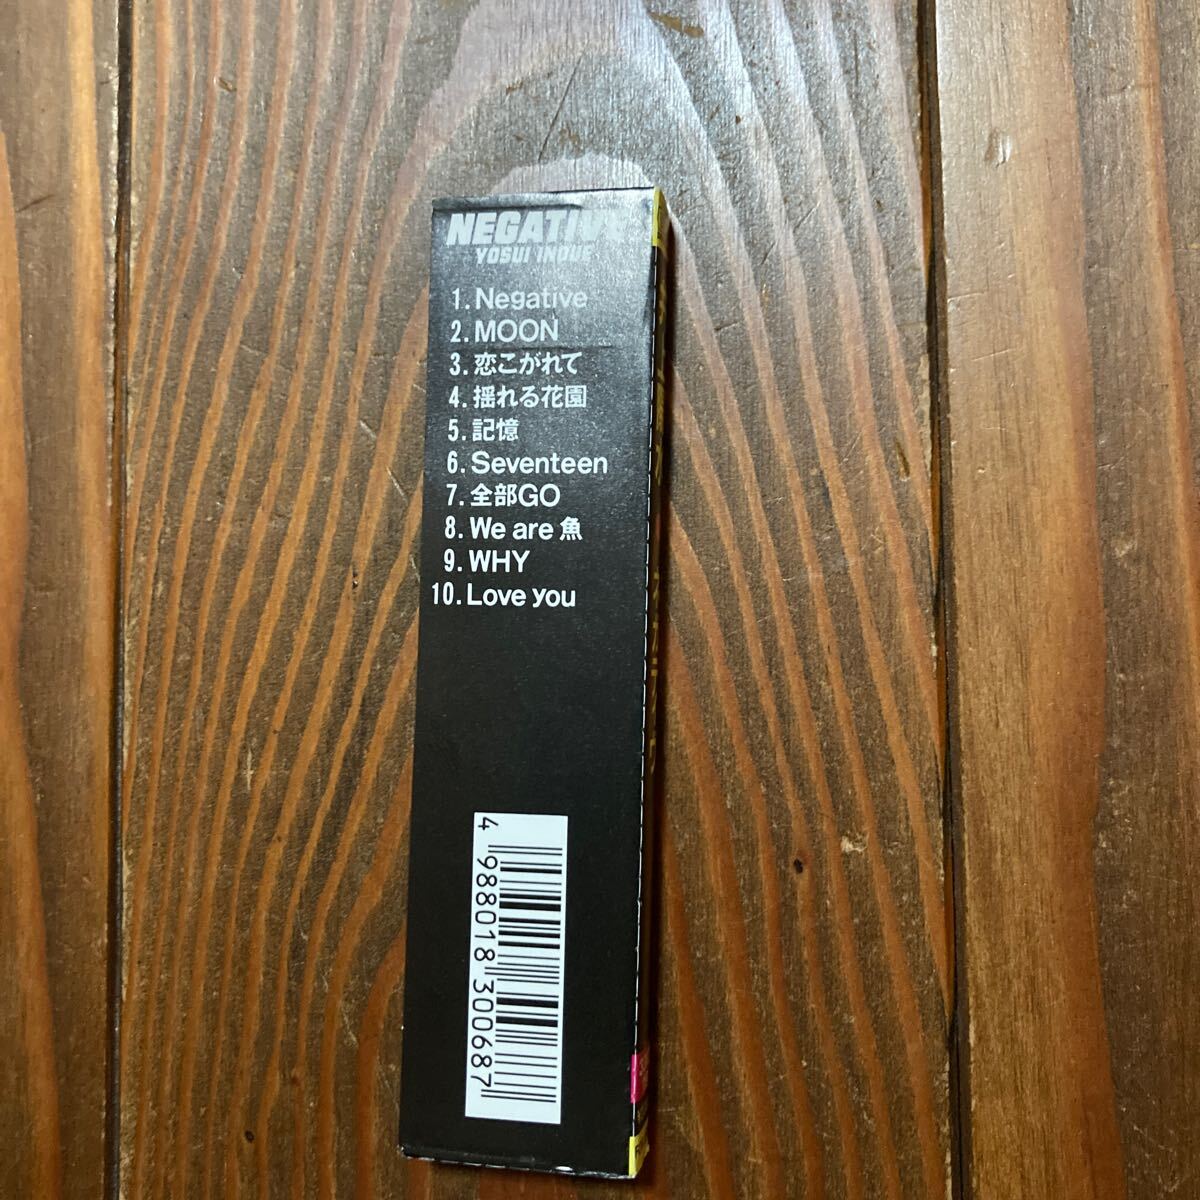 NEGATIVE
YOSUI INOUE
1. Negative
2. MOON
3. 恋こがれて
4. 揺れる花園
5. 記憶
6. Seventeen
7. 全部GO
8. We are 魚
9. WHY
10. Love you
4 988018 300687